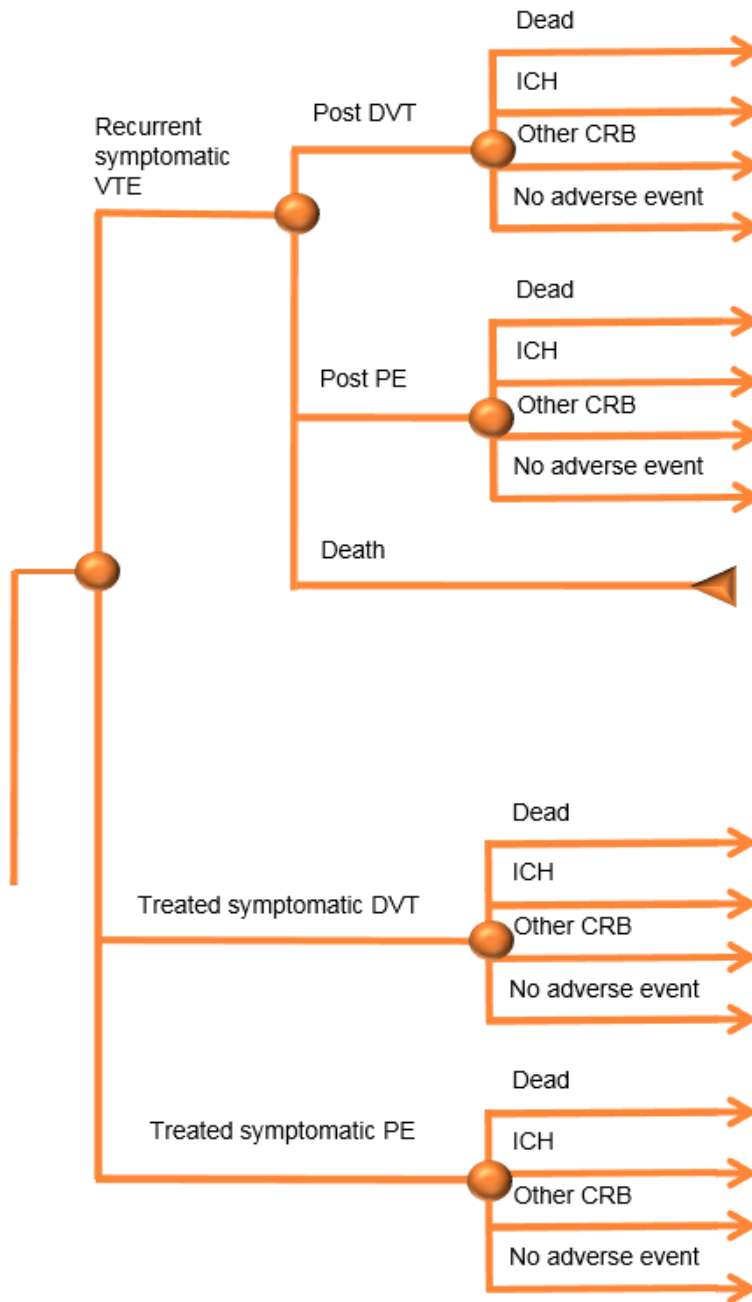 Dead
ICH
Post DVT
Recurrent
symptomatic
VTE
Other CRB
No adverse event
Dead
ICH
Post PE
Other CRB
No adverse event
Death
Dead
ICH
Treated symptomatic DVT
Other CRB
No adverse event
Dead
ICH
Treated symptomatic PE
Other CRB
No adverse event